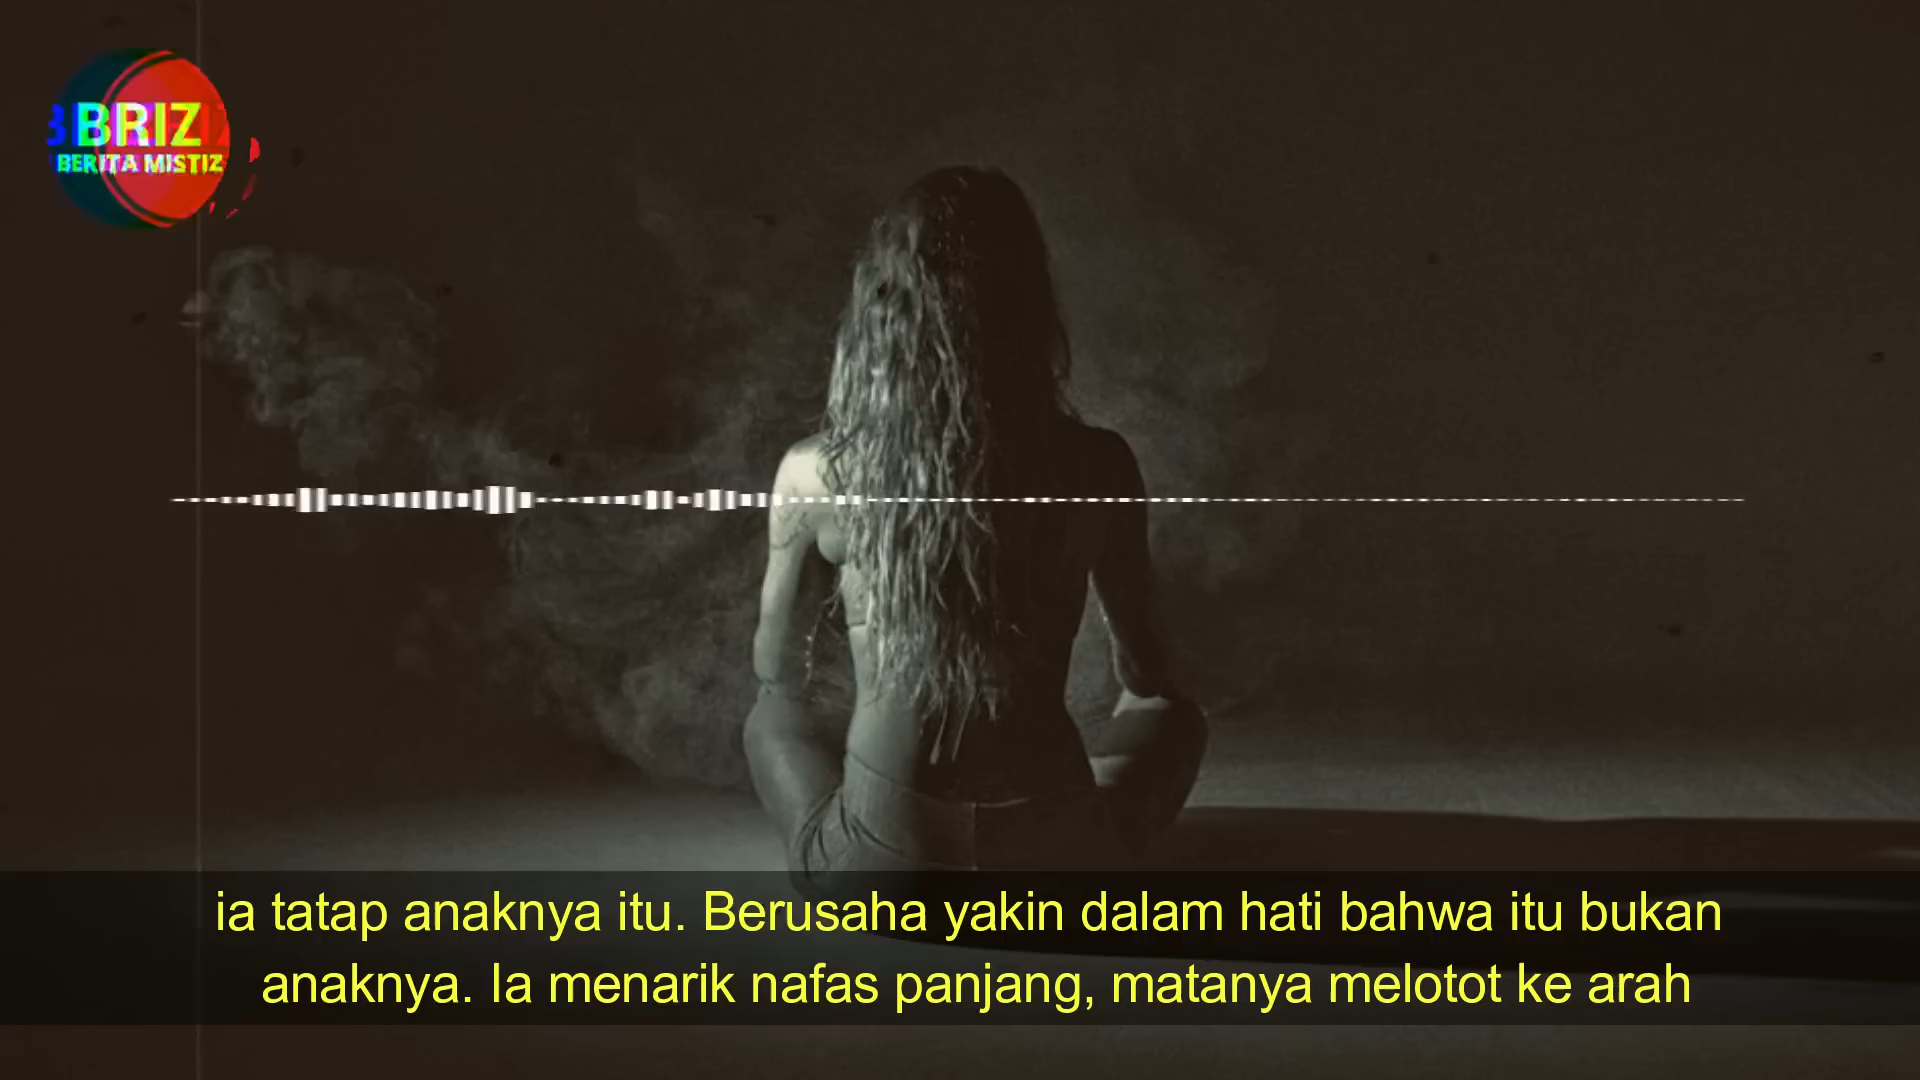 BRIZ
BERITA MISTIZ
ia tatap anaknya itu. Berusaha yakin dalam hati bahwa itu bukan
anaknya. Ia menarik nafas panjang, matanya melotot ke arah